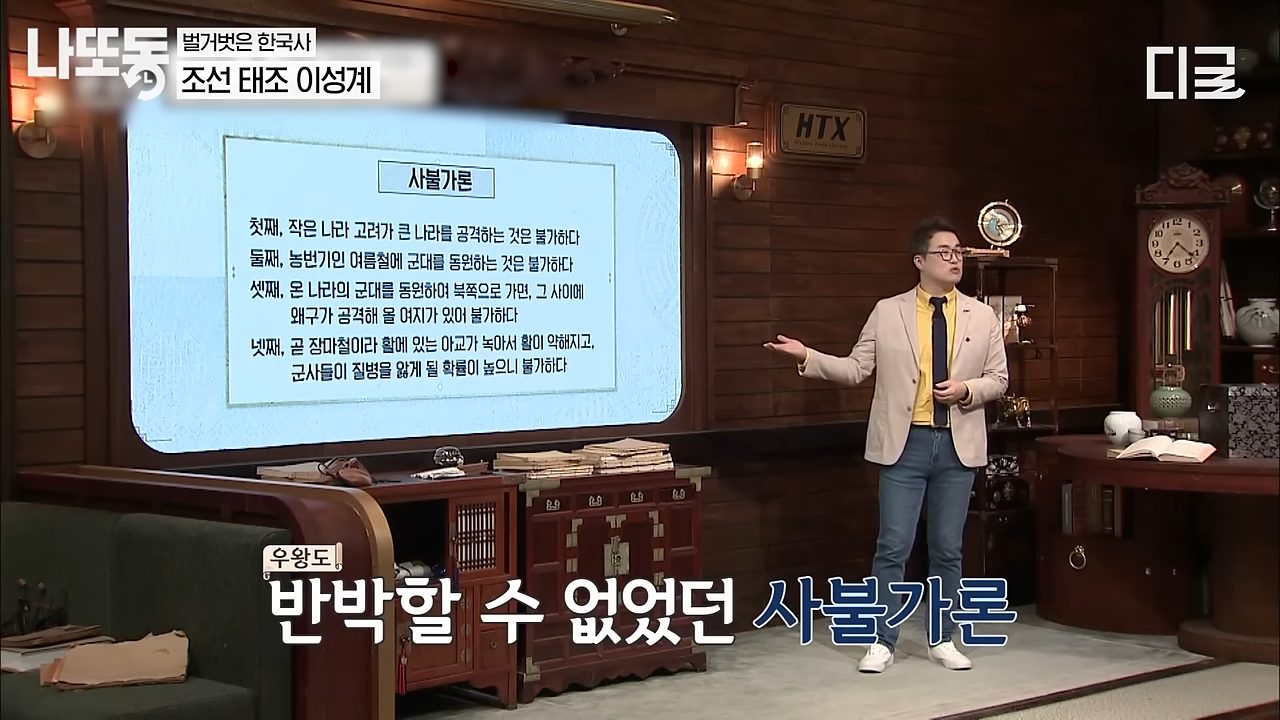 나또동
벌거벗은 한국사
조선 태조 이성계
디글
HTX
사불가론
첫째, 작은 나라 고려가 큰 나라를 공격하는 것은 불가하다
둘째, 농번기인 여름철에 군대를 동원하는 것은 불가하다
셋째, 온 나라의 군대를 동원하여 북쪽으로 가면, 그 사이에
왜구가 공격해 올 여지가 있어 불가하다
넷째, 곧 장마철이라 활에 있는 아교가 녹아서 활이 약해지고,
군사들이 질병을 앓게 될 확률이 높으니 불가하다
우왕도
반박할 수 없었던 사불가론